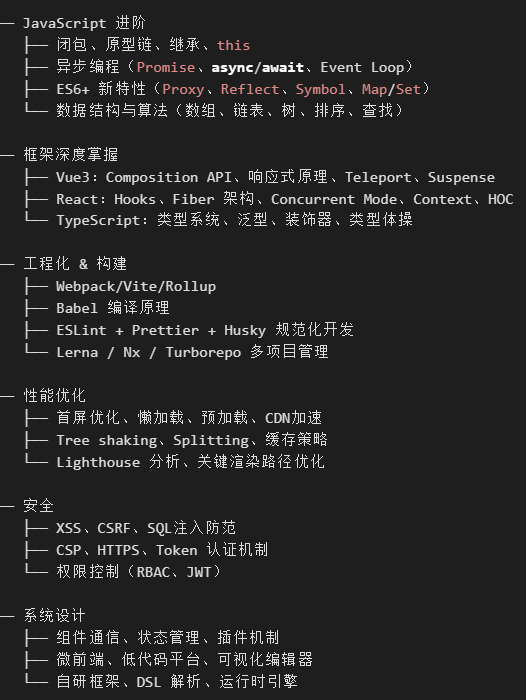 ── JavaScript 进阶
├── 闭包、原型链、继承、this
├── 异步编程（Promise、async/await、Event Loop）
├── ES6+ 新特性（Proxy、Reflect、Symbol、Map/Set）
└── 数据结构与算法（数组、链表、树、排序、查找）
── 框架深度掌握
├── Vue3：Composition API、响应式原理、Teleport、Suspense
├── React：Hooks、Fiber 架构、Concurrent Mode、Context、HOC
└── TypeScript：类型系统、泛型、装饰器、类型体操
── 工程化 & 构建
├── Webpack/Vite/Rollup
├── Babel 编译原理
├── ESLint + Prettier + Husky 规范化开发
└── Lerna / Nx / Turborepo 多项目管理
── 性能优化
├── 首屏优化、懒加载、预加载、CDN加速
├── Tree shaking、Splitting、缓存策略
└── Lighthouse 分析、关键渲染路径优化
── 安全
├── XSS、CSRF、SQL注入防范
├── CSP、HTTPS、Token 认证机制
└── 权限控制（RBAC、JWT）
── 系统设计
├── 组件通信、状态管理、插件机制
├── 微前端、低代码平台、可视化编辑器
└── 自研框架、DSL 解析、运行时引擎